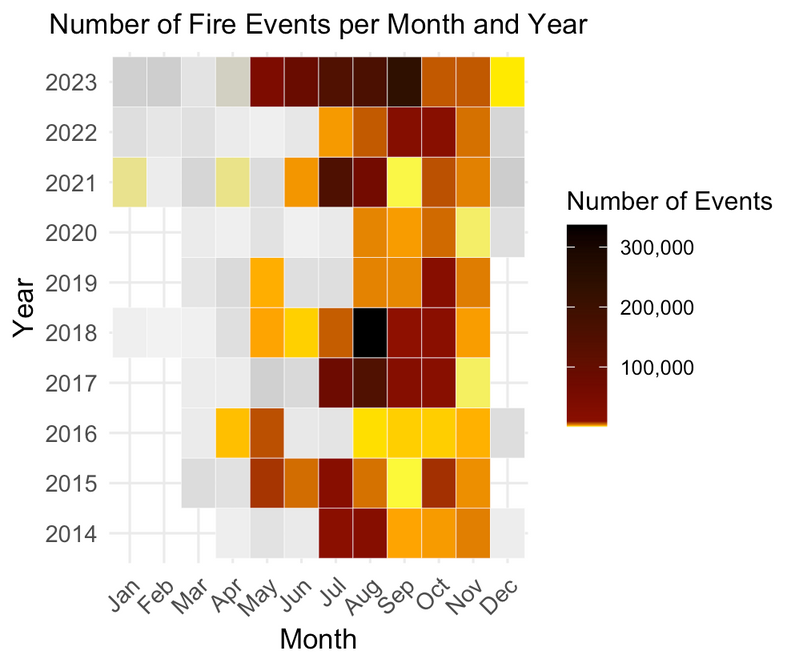 Number of Fire Events per Month and Year
2023
2022
2021
2020
2019
2018
2017
2016
2015
2014
Year
Jan Feb Mar Apr May Jun Jul Aug Sep Oct Nov Dec
Month
Number of Events
300,000
200,000
100,000